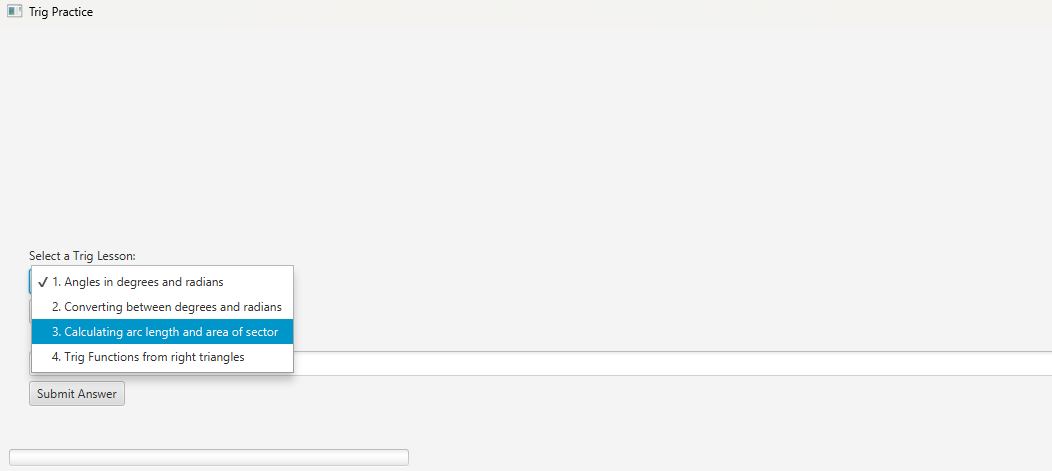 Trig Practice
Select a Trig Lesson:
✓ 1. Angles in degrees and radians
2. Converting between degrees and radians
3. Calculating arc length and area of sector
4. Trig Functions from right triangles
Submit Answer